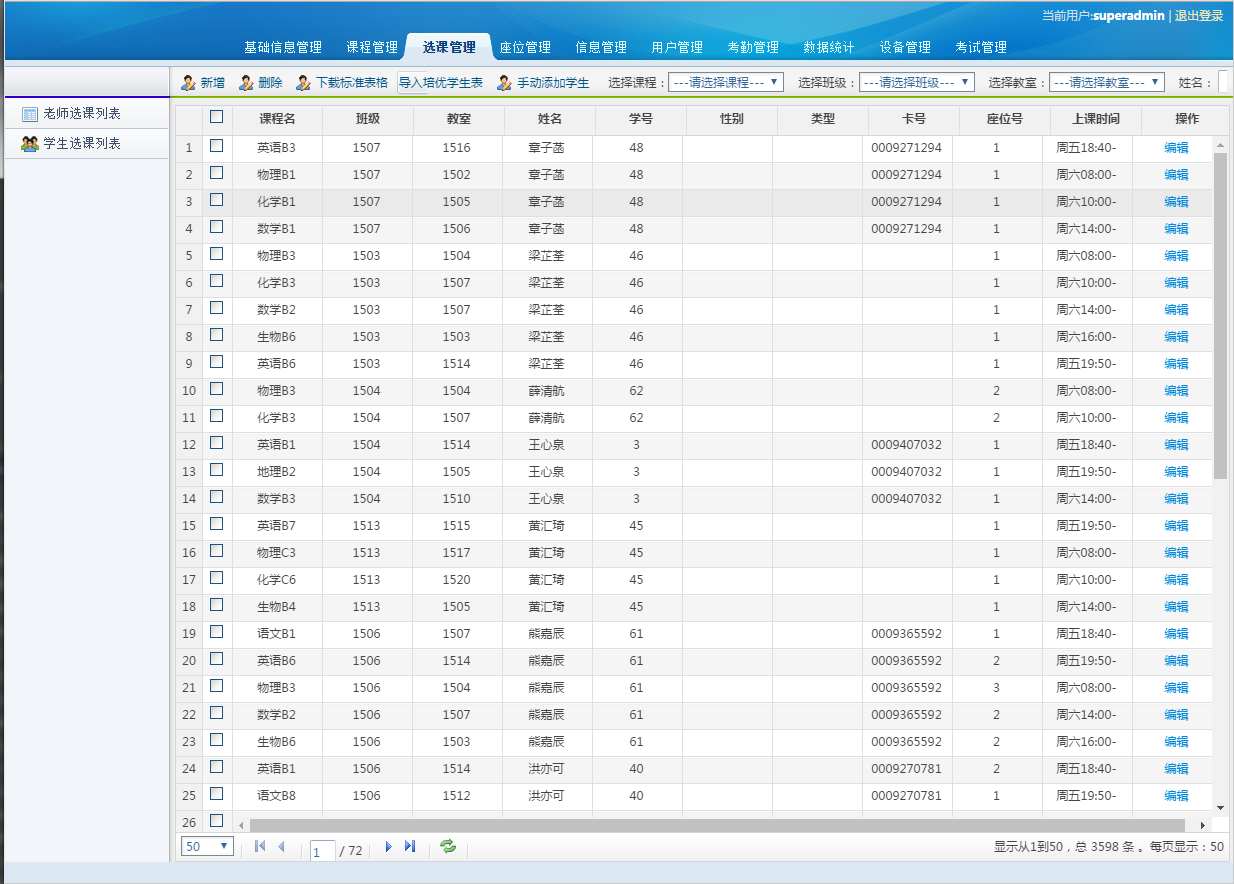 当前用户:superadmin | 退出登录
基础信息管理 课程管理 选课管理 座位管理 信息管理 用户管理 考勤管理 数据统计 设备管理 考试管理
新增 删除 下载标准表格 导入培优学生表 手动添加学生 选择课程： ---请选择课程--- 选择班级： ---请选择班级--- 选择教室： ---请选择教室--- 姓名：
老师选课列表
学生选课列表
课程名 班级 教室 姓名 学号 性别 类型 卡号 座位号 上课时间 操作
1 英语B3 1507 1516 章子菡 48 0009271294 1 周五18:40- 编辑
2 物理B1 1507 1502 章子菡 48 0009271294 1 周六08:00- 编辑
3 化学B1 1507 1505 章子菡 48 0009271294 1 周六10:00- 编辑
4 数学B1 1507 1506 章子菡 48 0009271294 1 周六14:00- 编辑
5 物理B3 1503 1504 梁芷荃 46 1 周六08:00- 编辑
6 化学B3 1503 1507 梁芷荃 46 1 周六10:00- 编辑
7 数学B2 1503 1507 梁芷荃 46 1 周六14:00- 编辑
8 生物B6 1503 1503 梁芷荃 46 1 周六16:00- 编辑
9 英语B6 1503 1514 梁芷荃 46 1 周五19:50- 编辑
10 物理B3 1504 1504 薛清航 62 2 周六08:00- 编辑
11 化学B3 1504 1507 薛清航 62 2 周六10:00- 编辑
12 英语B1 1504 1514 王心泉 3 0009407032 1 周五18:40- 编辑
13 地理B2 1504 1505 王心泉 3 0009407032 1 周五19:50- 编辑
14 数学B3 1504 1510 王心泉 3 0009407032 1 周六14:00- 编辑
15 英语B7 1513 1515 黄汇琦 45 1 周五19:50- 编辑
16 物理C3 1513 1517 黄汇琦 45 1 周六08:00- 编辑
17 化学C6 1513 1520 黄汇琦 45 1 周六10:00- 编辑
18 生物B4 1513 1505 黄汇琦 45 1 周六14:00- 编辑
19 语文B1 1506 1507 熊嘉辰 61 0009365592 1 周五18:40- 编辑
20 英语B6 1506 1514 熊嘉辰 61 0009365592 2 周五19:50- 编辑
21 物理B3 1506 1504 熊嘉辰 61 0009365592 3 周六08:00- 编辑
22 数学B2 1506 1507 熊嘉辰 61 0009365592 2 周六14:00- 编辑
23 生物B6 1506 1503 熊嘉辰 61 0009365592 2 周六16:00- 编辑
24 英语B1 1506 1514 洪亦可 40 0009270781 2 周五18:40- 编辑
25 语文B8 1506 1512 洪亦可 40 0009270781 1 周五19:50- 编辑
26
50 1 / 72 显示从1到50，总 3598 条 。每页显示：50